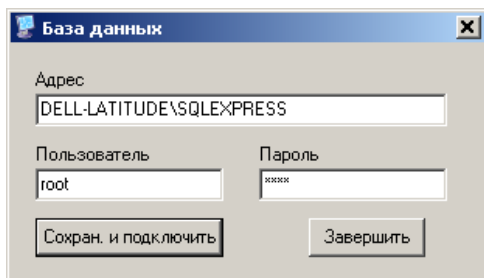 База данных
Адрес
DELL-LATITUDE\SQLEXPRESS
Пользователь Пароль
root ****
Сохран. и подключить Завершить